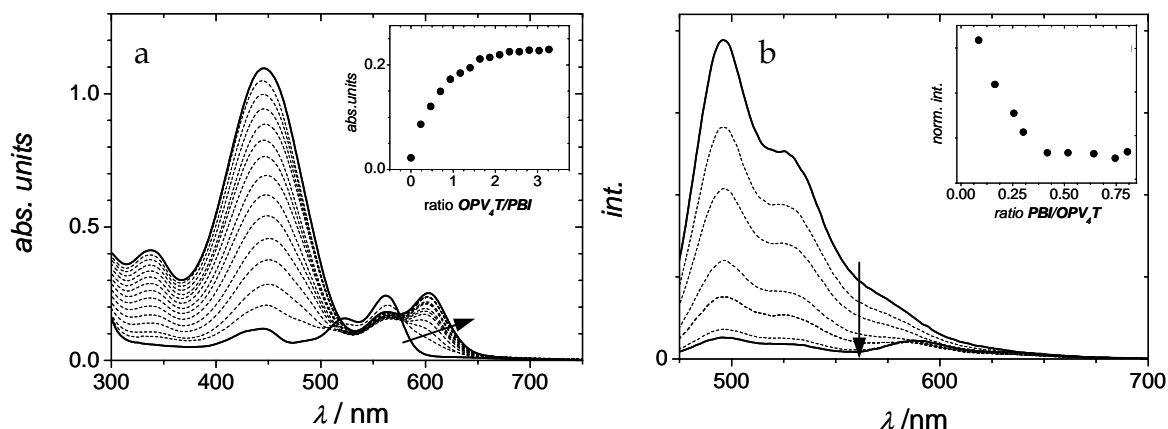 a
abs. units
1.0
0.5
0.0
300 400 500 600 700
λ / nm
abs.units
0.2
0.0
0 1 2 3
ratio OPV₄T/PBI
b
int.
0
500 600 700
λ /nm
norm. int.
0.00 0.25 0.50 0.75
ratio PBI/OPV₄T